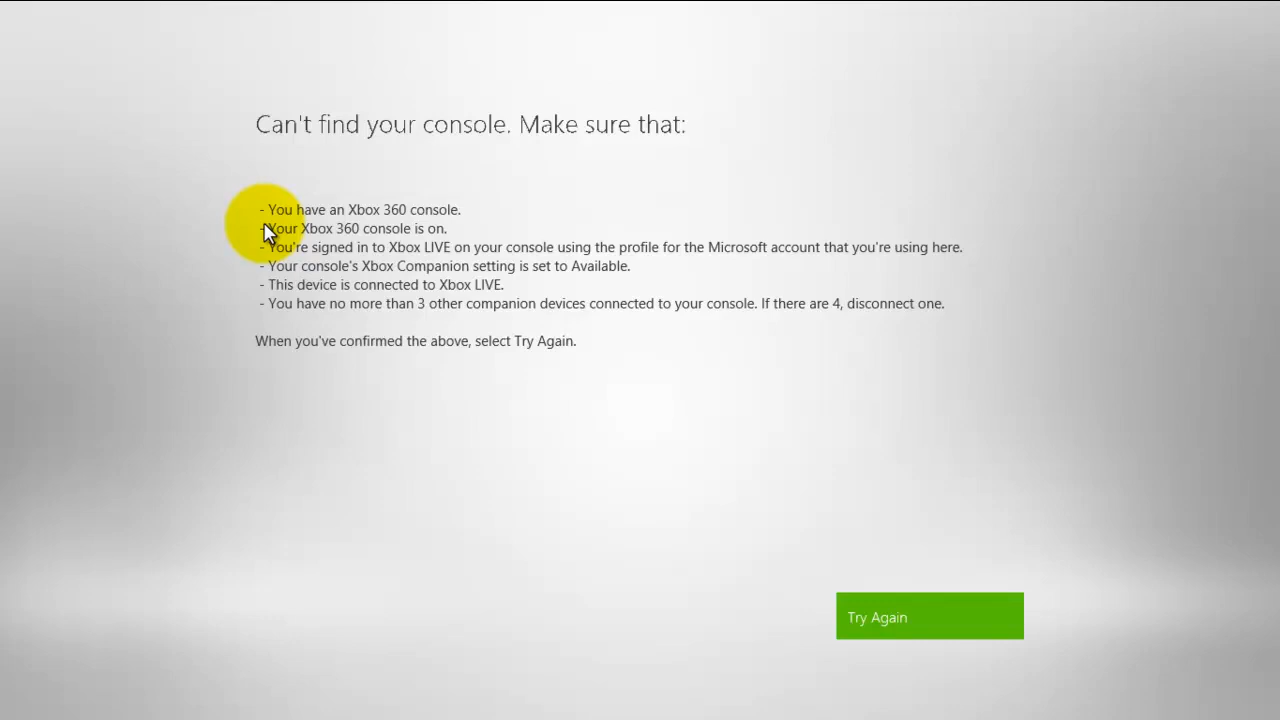 Can't find your console. Make sure that:
- You have an Xbox 360 console.
- Your Xbox 360 console is on.
- You're signed in to Xbox LIVE on your console using the profile for the Microsoft account that you're using here.
- Your console's Xbox Companion setting is set to Available.
- This device is connected to Xbox LIVE.
- You have no more than 3 other companion devices connected to your console. If there are 4, disconnect one.
When you've confirmed the above, select Try Again.
Try Again